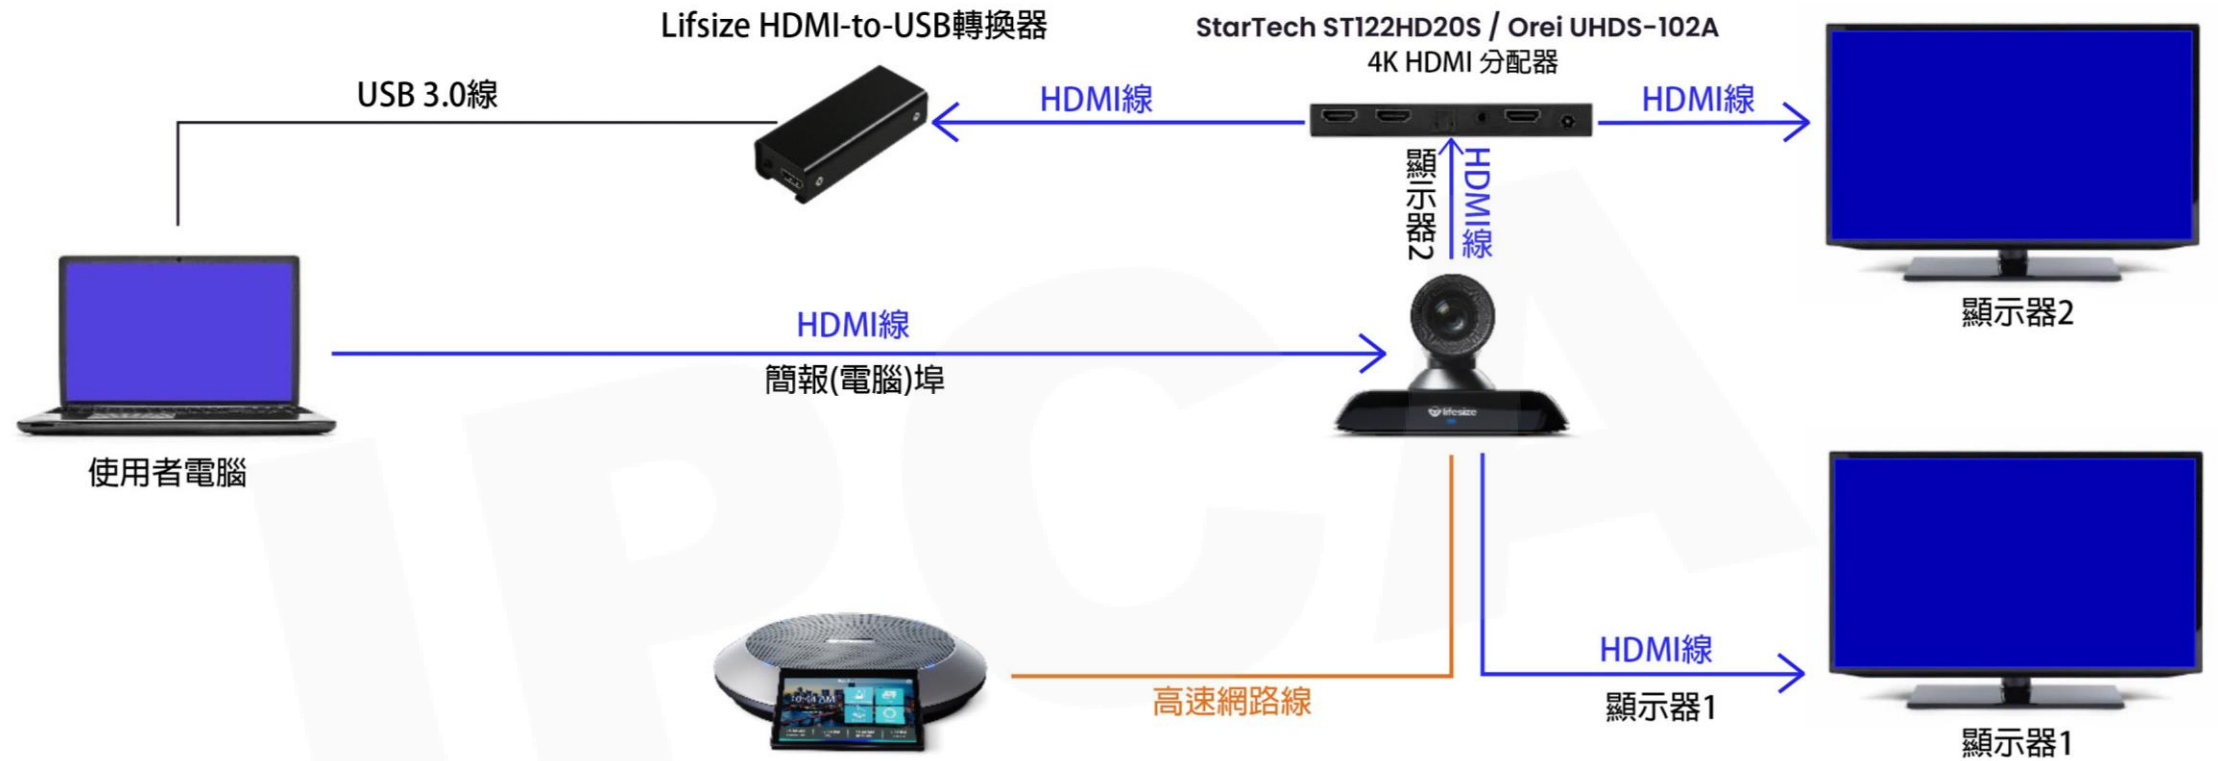 Lifsize HDMI-to-USB轉換器
StarTech ST122HD20S / Orei UHDS-102A
4K HDMI 分配器
USB 3.0線
HDMI線
HDMI線
顯示器2
HDMI線
顯示器2
HDMI線
簡報(電腦)埠
lifesize
使用者電腦
HDMI線
高速網路線
顯示器1
顯示器1
IPCA